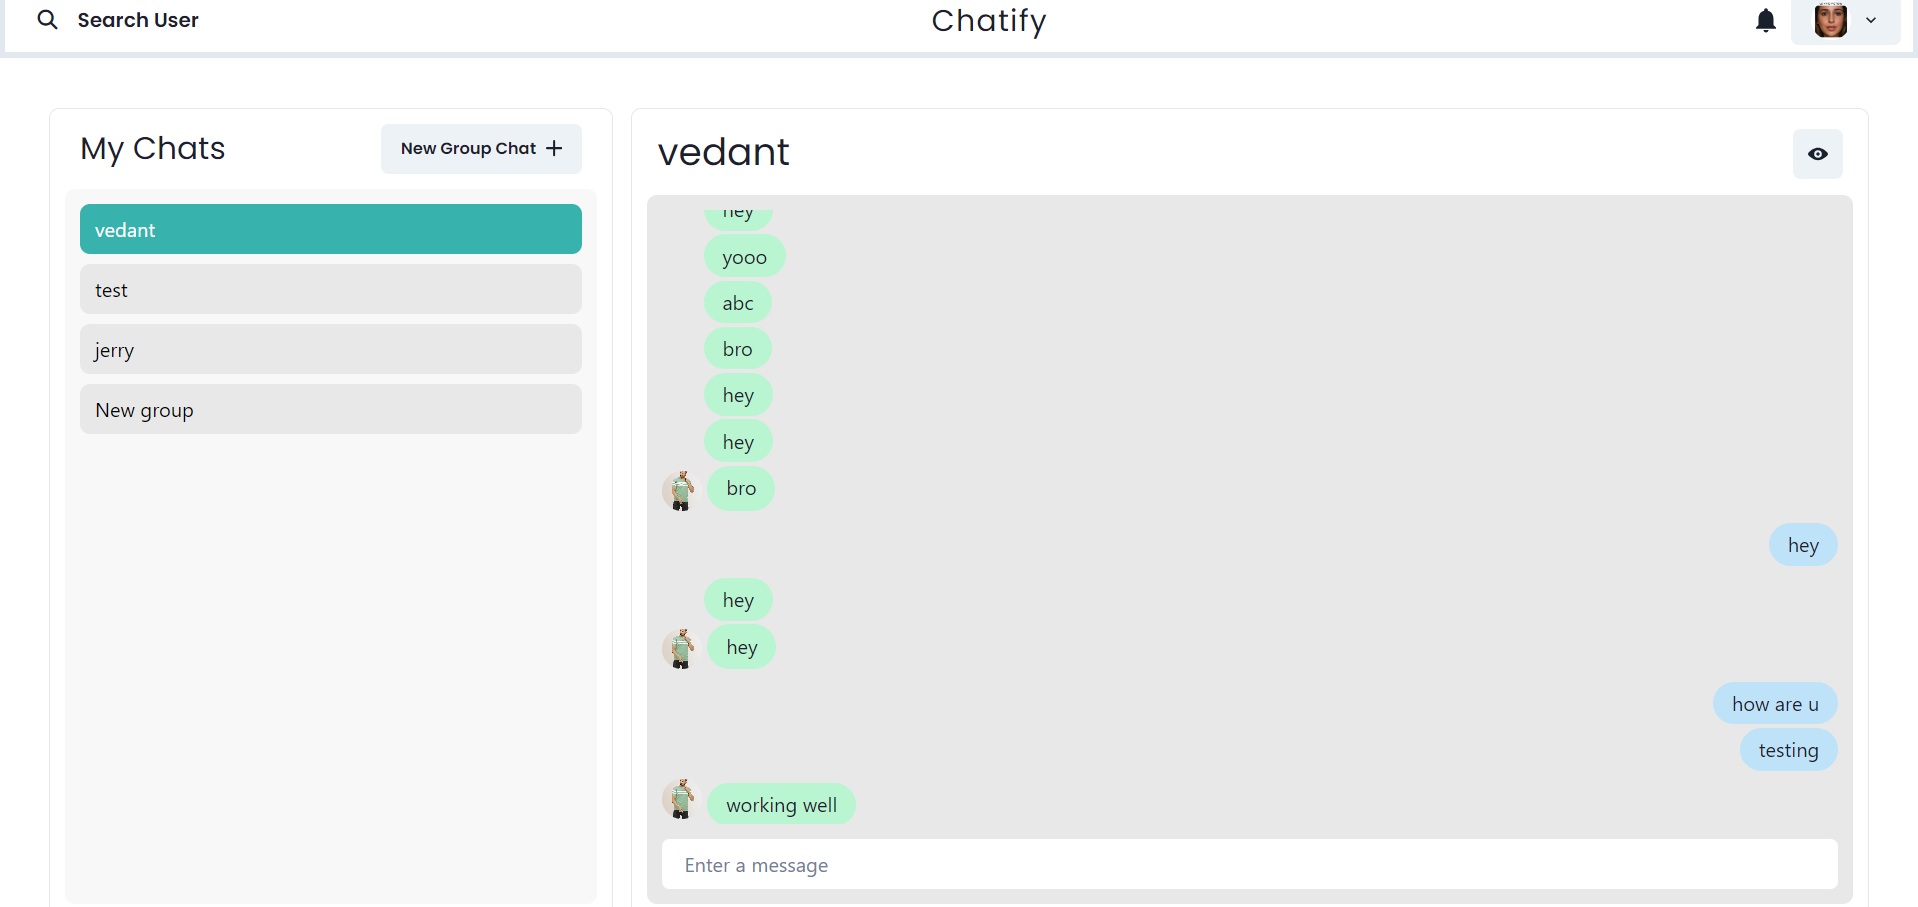 Search User
Chatify
My Chats
New Group Chat
vedant
test
jerry
New group
vedant
hey
yooo
abc
bro
hey
hey
bro
hey
hey
hey
how are u
testing
working well
Enter a message